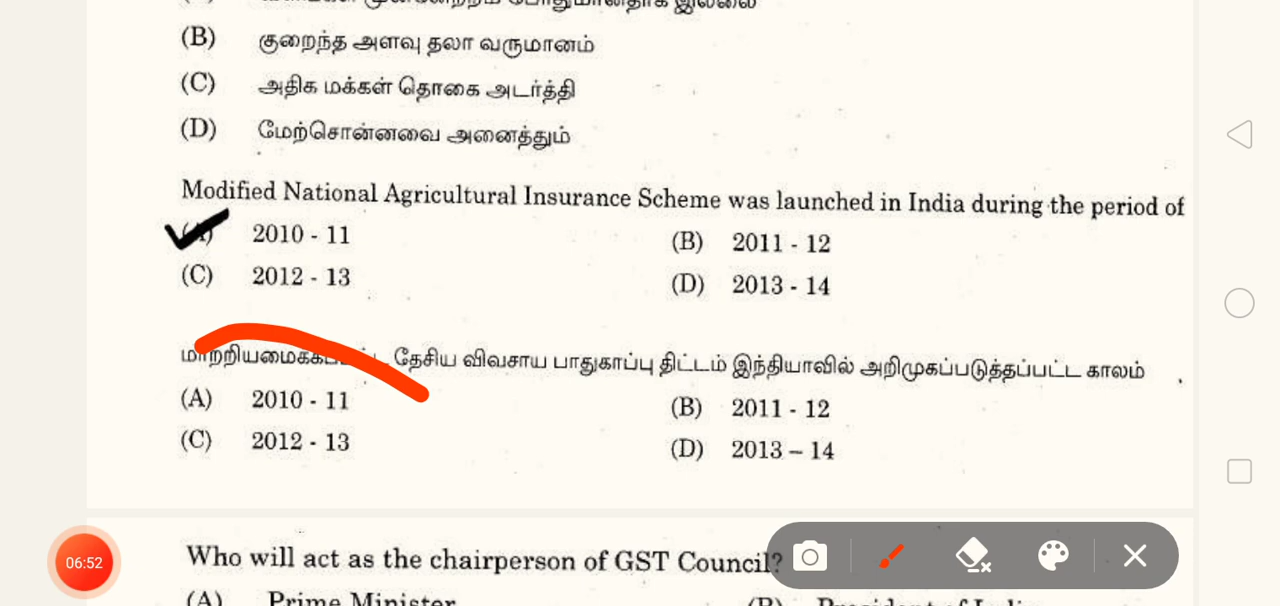 (B) குறைந்த அளவு தலா வருமானம்
(C) அதிக மக்கள் தொகை அடர்த்தி
(D) மேற்சொன்னவை அனைத்தும்
Modified National Agricultural Insurance Scheme was launched in India during the period of
2010 - 11 (B) 2011 - 12
(C) 2012 - 13 (D) 2013 - 14
தேசிய விவசாய பாதுகாப்பு திட்டம் இந்தியாவில் அறிமுகப்படுத்தப்பட்ட காலம்
(A) 2010 - 11 (B) 2011 - 12
(C) 2012 - 13 (D) 2013 – 14
Who will act as the chairperson of GST Council?
(A) Prime Minister
06:52